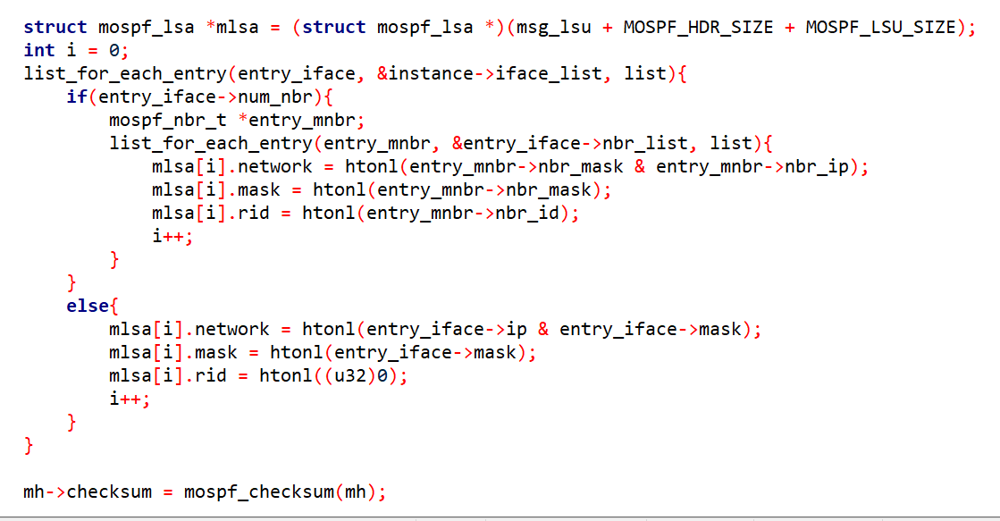 struct mospf_lsa *mlsa = (struct mospf_lsa *)(msg_lsu + MOSPF_HDR_SIZE + MOSPF_LSU_SIZE);
int i = 0;
list_for_each_entry(entry_iface, &instance->iface_list, list){
    if(entry_iface->num_nbr){
        mospf_nbr_t *entry_mnbr;
        list_for_each_entry(entry_mnbr, &entry_iface->nbr_list, list){
            mlsa[i].network = htonl(entry_mnbr->nbr_mask & entry_mnbr->nbr_ip);
            mlsa[i].mask = htonl(entry_mnbr->nbr_mask);
            mlsa[i].rid = htonl(entry_mnbr->nbr_id);
            i++;
        }
    }
    else{
        mlsa[i].network = htonl(entry_iface->ip & entry_iface->mask);
        mlsa[i].mask = htonl(entry_iface->mask);
        mlsa[i].rid = htonl((u32)0);
        i++;
    }
}

mh->checksum = mospf_checksum(mh);